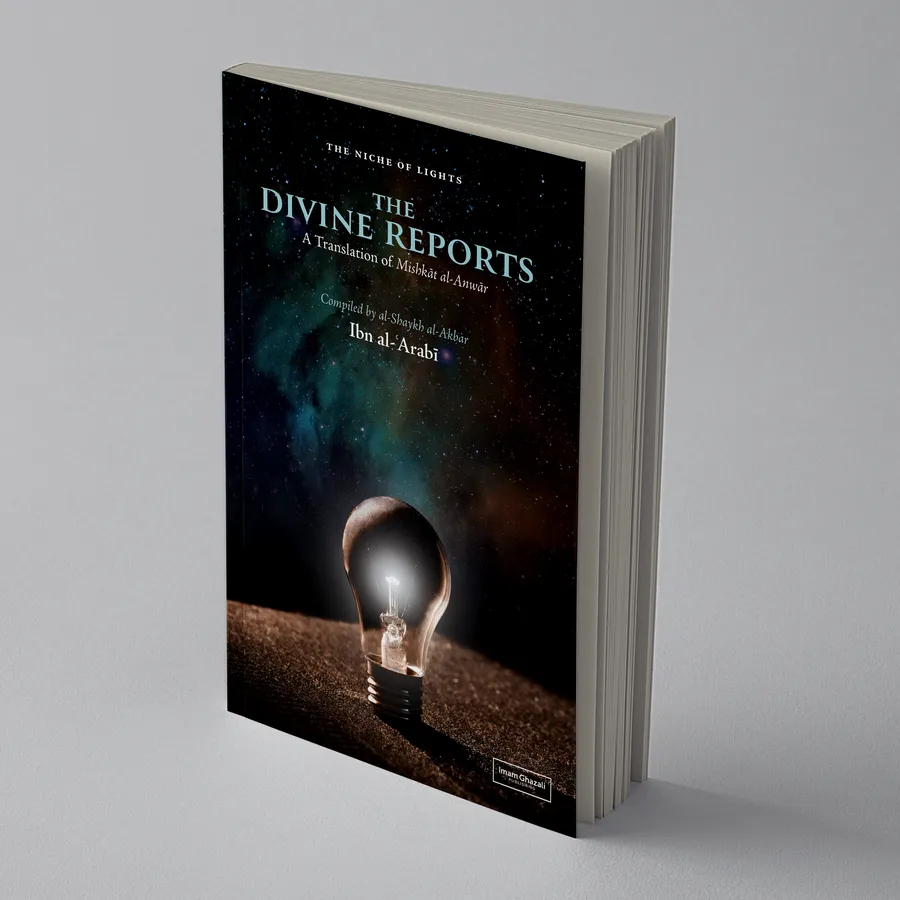 THE NICHE OF LIGHTS
THE
DIVINE REPORTS
A Translation of Mishkāt al-Anwār
Compiled by al-Shaykh al-Akbar
Ibn al-ʿArabī
Imam Ghazali
PUBLISHING